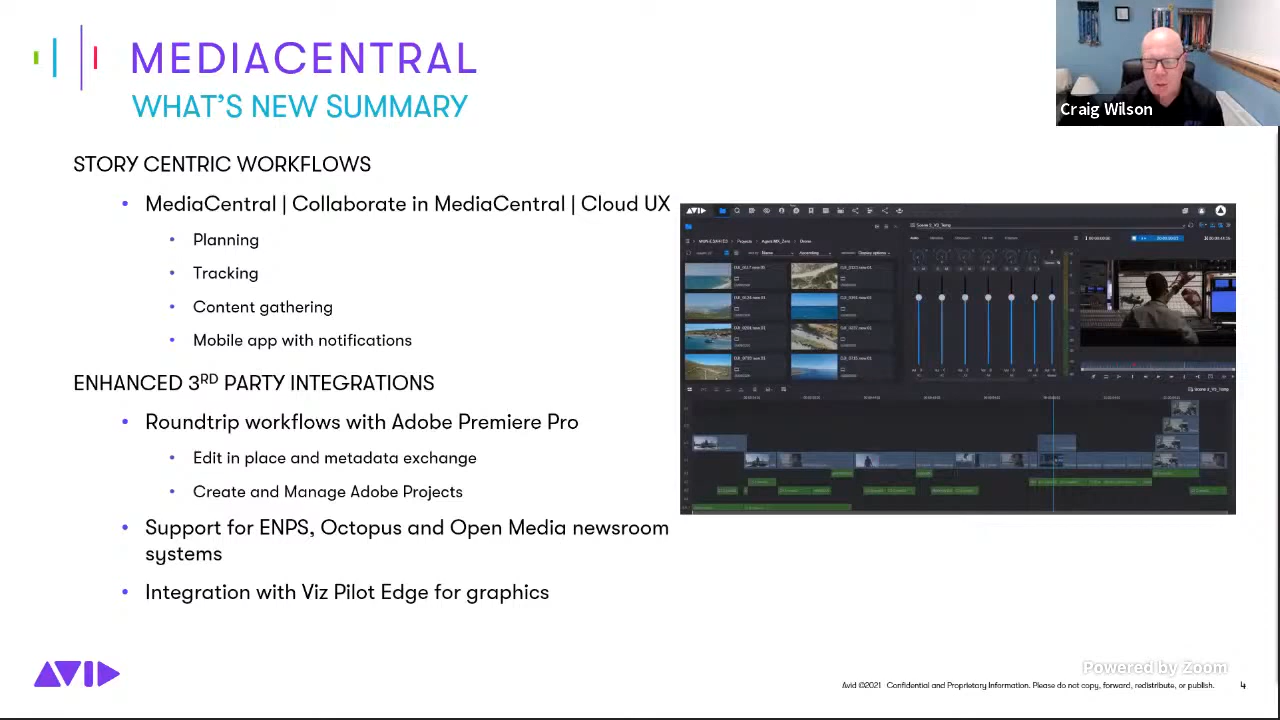 MEDIACENTRAL
WHAT'S NEW SUMMARY
Craig Wilson
STORY CENTRIC WORKFLOWS
• MediaCentral | Collaborate in MediaCentral | Cloud UX
• Planning
• Tracking
• Content gathering
• Mobile app with notifications
ENHANCED 3RD PARTY INTEGRATIONS
• Roundtrip workflows with Adobe Premiere Pro
• Edit in place and metadata exchange
• Create and Manage Adobe Projects
• Support for ENPS, Octopus and Open Media newsroom
systems
• Integration with Viz Pilot Edge for graphics
AVID
Powered by Zoom
Avid ©2021 Confidential and Proprietary Information. Please do not copy, forward, redistribute, or publish. 4